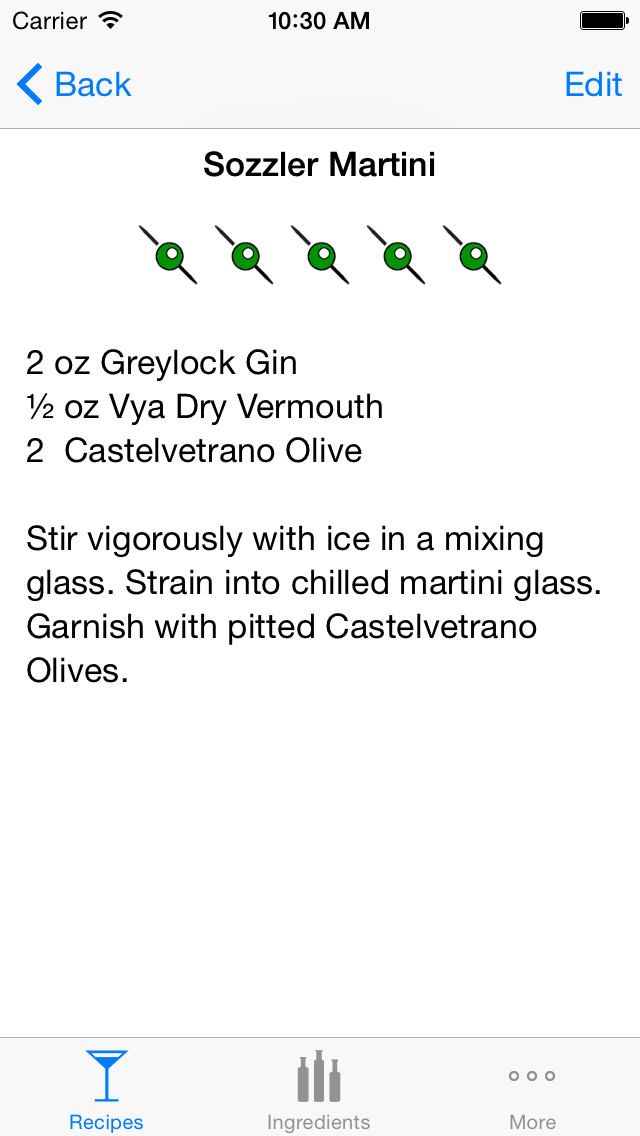 Carrier 10:30 AM
Back Edit
Sozzler Martini
2 oz Greylock Gin
½ oz Vya Dry Vermouth
2  Castelvetrano Olive
Stir vigorously with ice in a mixing
glass. Strain into chilled martini glass.
Garnish with pitted Castelvetrano
Olives.
Recipes Ingredients More